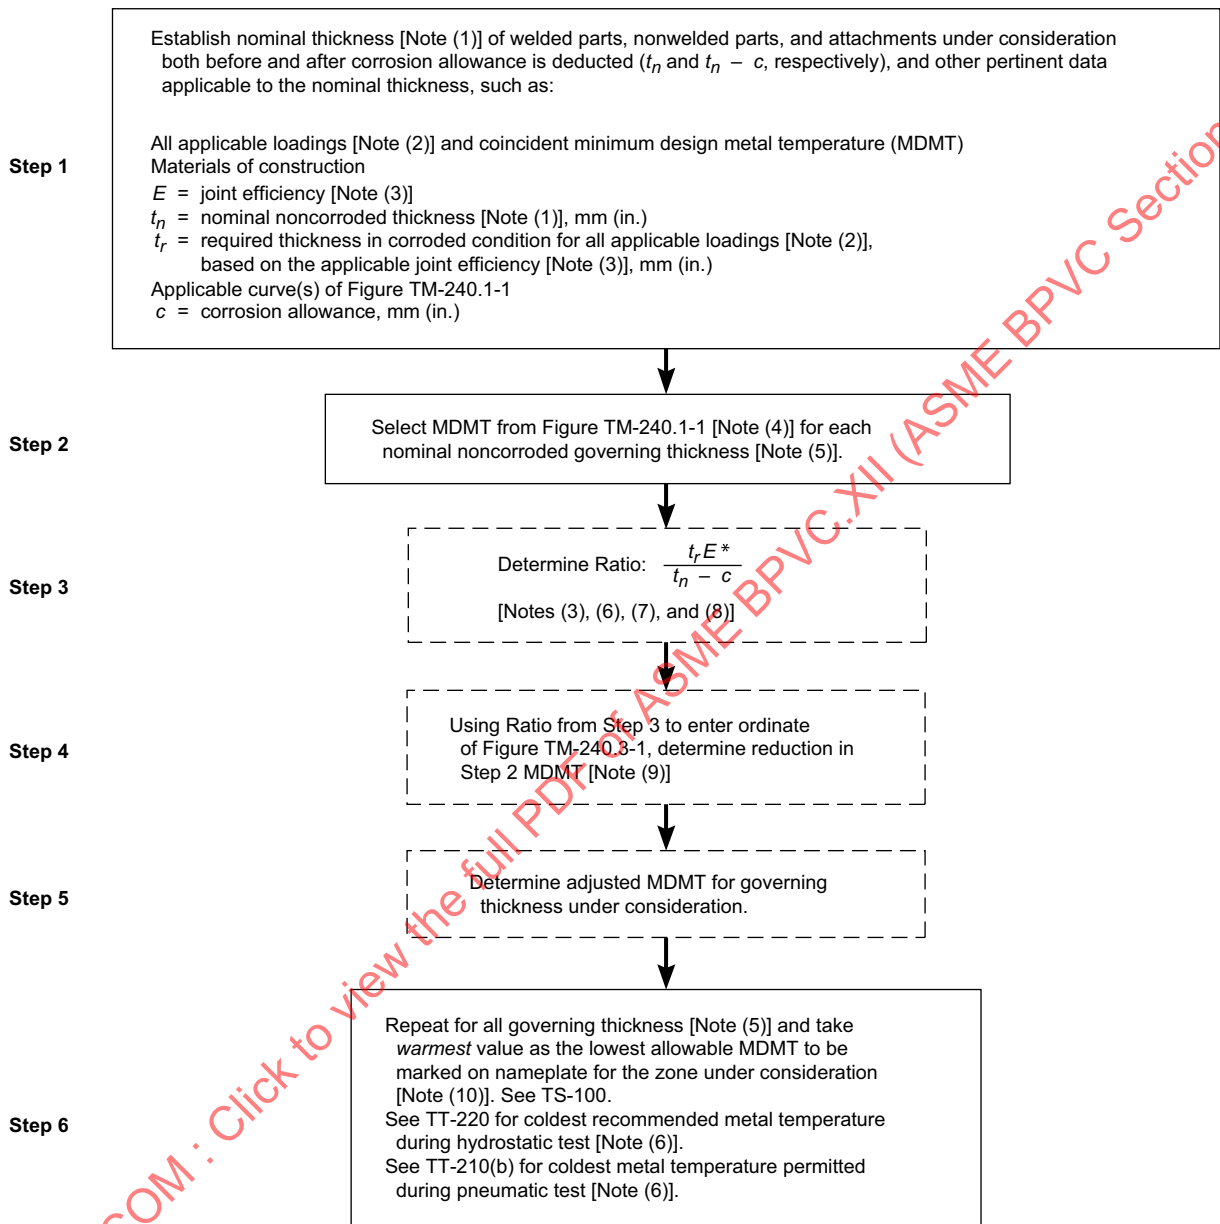 Step 1
Establish nominal thickness [Note (1)] of welded parts, nonwelded parts, and attachments under consideration
both before and after corrosion allowance is deducted (tn and tn – c, respectively), and other pertinent data
applicable to the nominal thickness, such as:
All applicable loadings [Note (2)] and coincident minimum design metal temperature (MDMT)
Materials of construction
E = joint efficiency [Note (3)]
tn = nominal noncorroded thickness [Note (1)], mm (in.)
tr = required thickness in corroded condition for all applicable loadings [Note (2)],
based on the applicable joint efficiency [Note (3)], mm (in.)
Applicable curve(s) of Figure TM-240.1-1
c = corrosion allowance, mm (in.)
Step 2
Select MDMT from Figure TM-240.1-1 [Note (4)] for each
nominal noncorroded governing thickness [Note (5)].
Step 3
Determine Ratio: tr E*
tn – c
[Notes (3), (6), (7), and (8)]
Step 4
Using Ratio from Step 3 to enter ordinate
of Figure TM-240.3-1, determine reduction in
Step 2 MDMT [Note (9)]
Step 5
Determine adjusted MDMT for governing
thickness under consideration.
Step 6
Repeat for all governing thickness [Note (5)] and take
warmest value as the lowest allowable MDMT to be
marked on nameplate for the zone under consideration
[Note (10)]. See TS-100.
See TT-220 for coldest recommended metal temperature
during hydrostatic test [Note (6)].
See TT-210(b) for coldest metal temperature permitted
during pneumatic test [Note (6)].
COM : Click to view the full PDF of ASME BPVC.XII (ASME BPVC Section